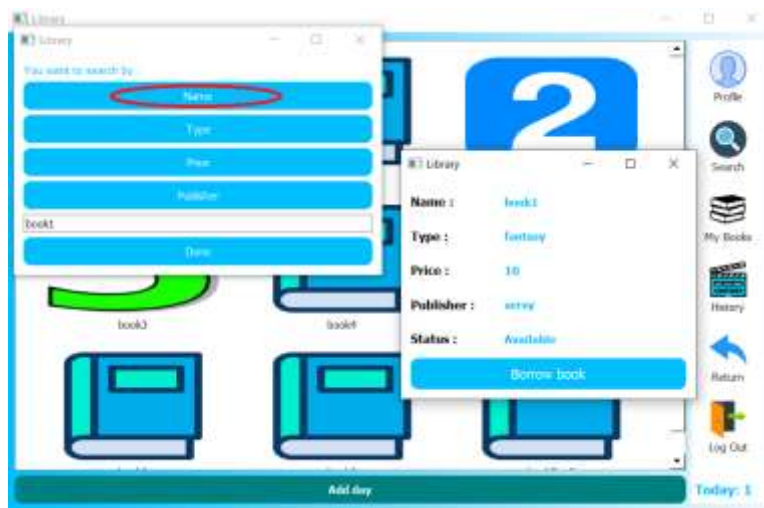 Library
Library
You want to search by
Name
Type
Price
Publisher
book1
Done
2
Library
Name : book1
Type : fantasy
Price : 10
Publisher : array
Status : Available
Borrow book
book3
book4
Profile
Search
My Books
History
Return
Log Out
Add day
Today: 1